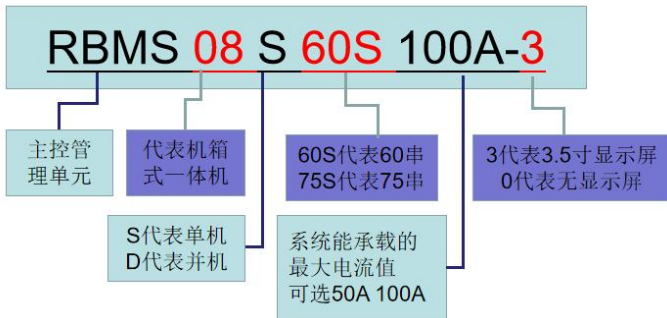 RBMS 08 S 60S 100A-3
主控管
理单元
代表机箱
式一体机
60S代表60串
75S代表75串
3代表3.5寸显示屏
0代表无显示屏
S代表单机
D代表并机
系统能承载的
最大电流值
可选50A 100A